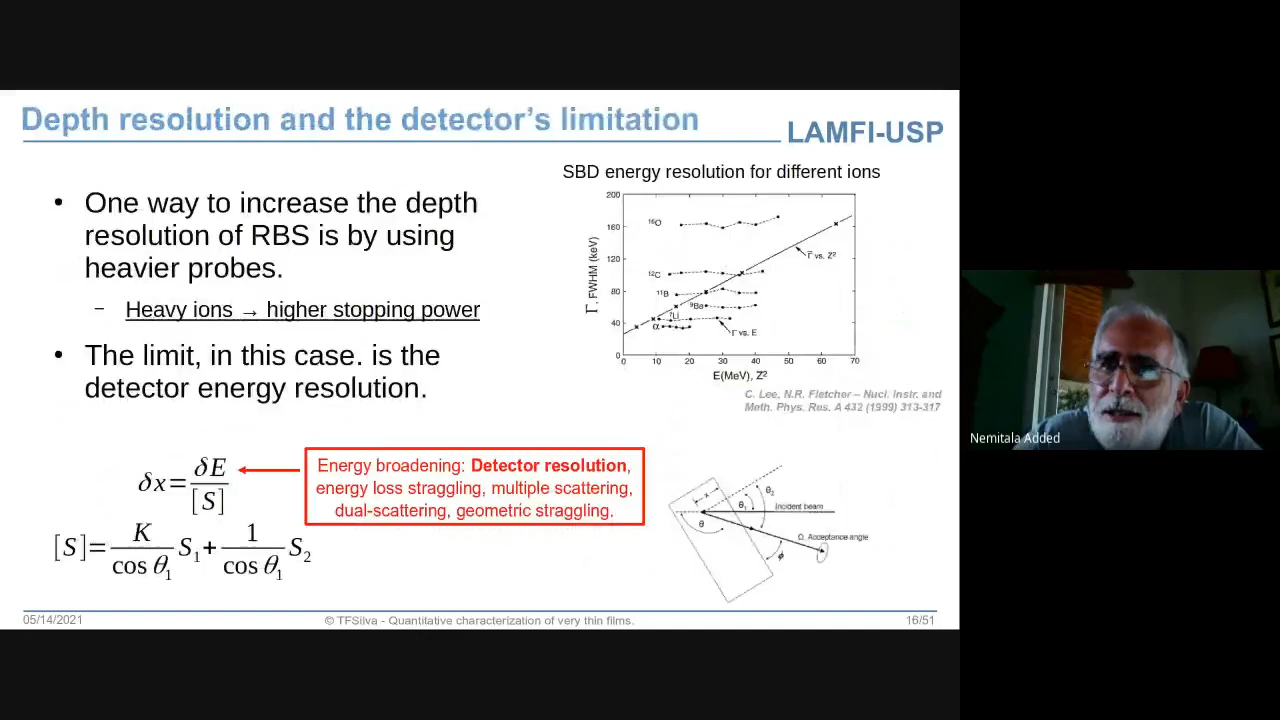 Depth resolution and the detector's limitation
LAMFI-USP
• One way to increase the depth
resolution of RBS is by using
heavier probes.
– Heavy ions → higher stopping power
• The limit, in this case. is the
detector energy resolution.
SBD energy resolution for different ions
200
160
120
80
40
0
Γ, FWHM (keV)
¹⁶O
¹²C
¹¹B
⁹Be
⁷Li
α
Γ vs. Z²
Γ vs. E
0 10 20 30 40 50 60 70
E(MeV), Z²
C. Lee, N.R. Fletcher – Nucl. Instr. and
Meth. Phys. Res. A 432 (1999) 313-317
δx = δE / [S]
[S] = K / cos θ₁ S₁ + 1 / cos θ₁ S₂
Energy broadening: Detector resolution,
energy loss straggling, multiple scattering,
dual-scattering, geometric straggling.
x
θ₂
θ₁
θ
Incident beam
Ω, Acceptance angle
ϕ
05/14/2021
© TFSilva - Quantitative characterization of very thin films.
16/51
Nemitala Added